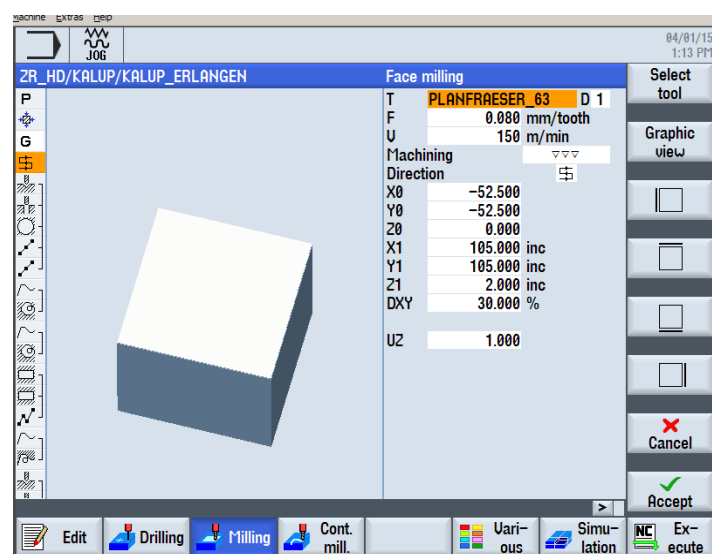 Machine Extras Help
JOG
04/01/15
1:13 PM
ZR_HD/KALUP/KALUP_ERLANGEN
Face milling
Select tool
P
T PLANFRAESER_63 D 1
F 0.080 mm/tooth
G
V 150 m/min
Graphic view
Machining ▽▽▽
Direction
X0 -52.500
Y0 -52.500
Z0 0.000
X1 105.000 inc
Y1 105.000 inc
Z1 2.000 inc
DXY 30.000 %
UZ 1.000
Cancel
Accept
>
Edit
Drilling
Milling
Cont. mill.
Vari-ous
Simu-lation
NC Ex-ecute